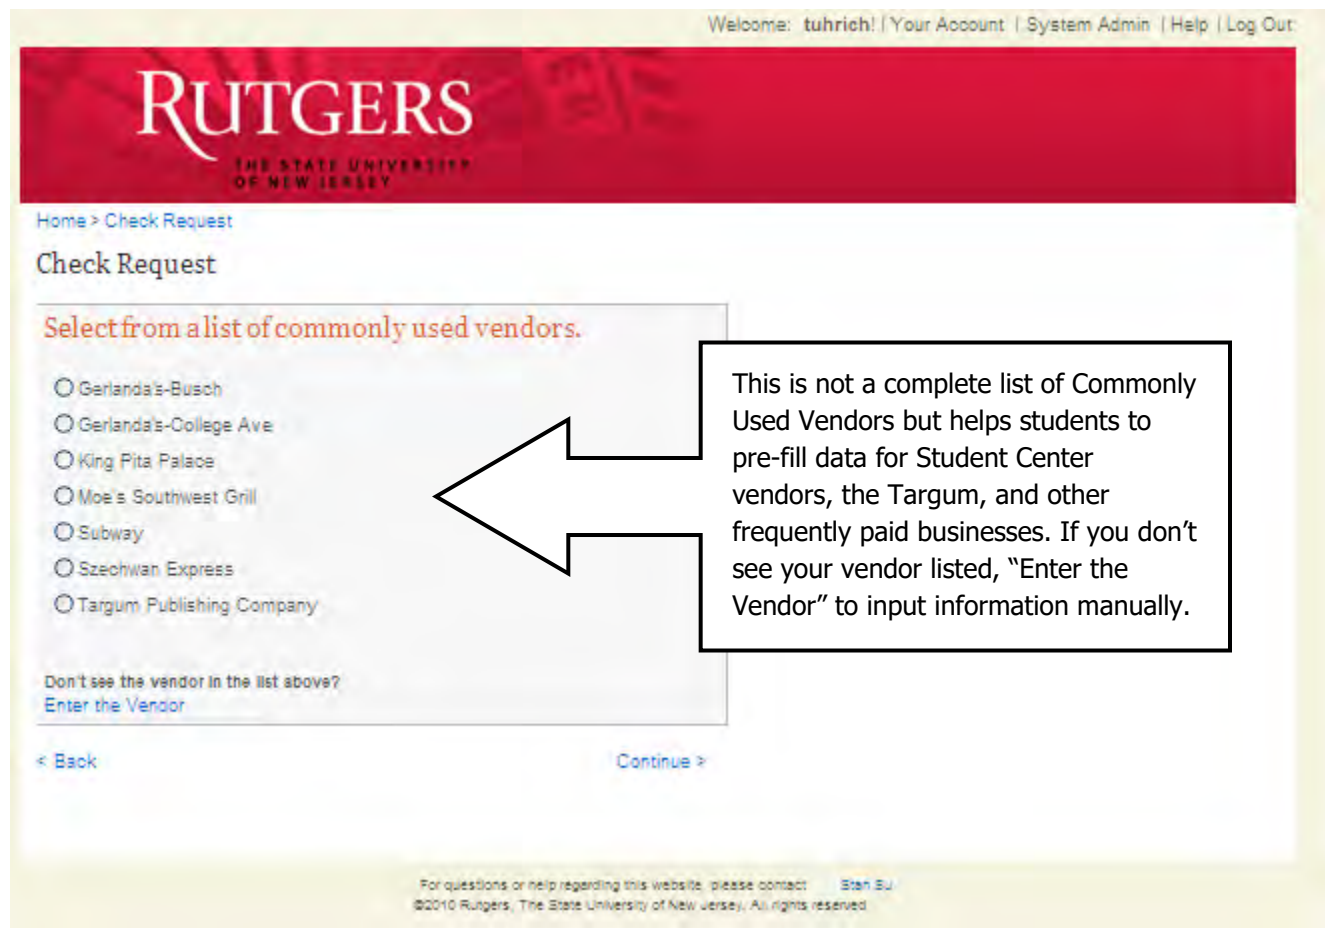 Welcome: tuhrich! | Your Account | System Admin | Help | Log Out
RUTGERS
THE STATE UNIVERSITY
OF NEW JERSEY
Home > Check Request
Check Request
Select from a list of commonly used vendors.
Gerlanda's-Busch
Gerlanda's-College Ave
King Pita Palace
Moe's Southwest Grill
Subway
Szechwan Express
Targum Publishing Company
Don't see the vendor in the list above?
Enter the Vendor
< Back
Continue >
This is not a complete list of Commonly
Used Vendors but helps students to
pre-fill data for Student Center
vendors, the Targum, and other
frequently paid businesses. If you don’t
see your vendor listed, “Enter the
Vendor” to input information manually.
For questions or help regarding this website, please contact Stan Su
©2010 Rutgers, The State University of New Jersey. All rights reserved